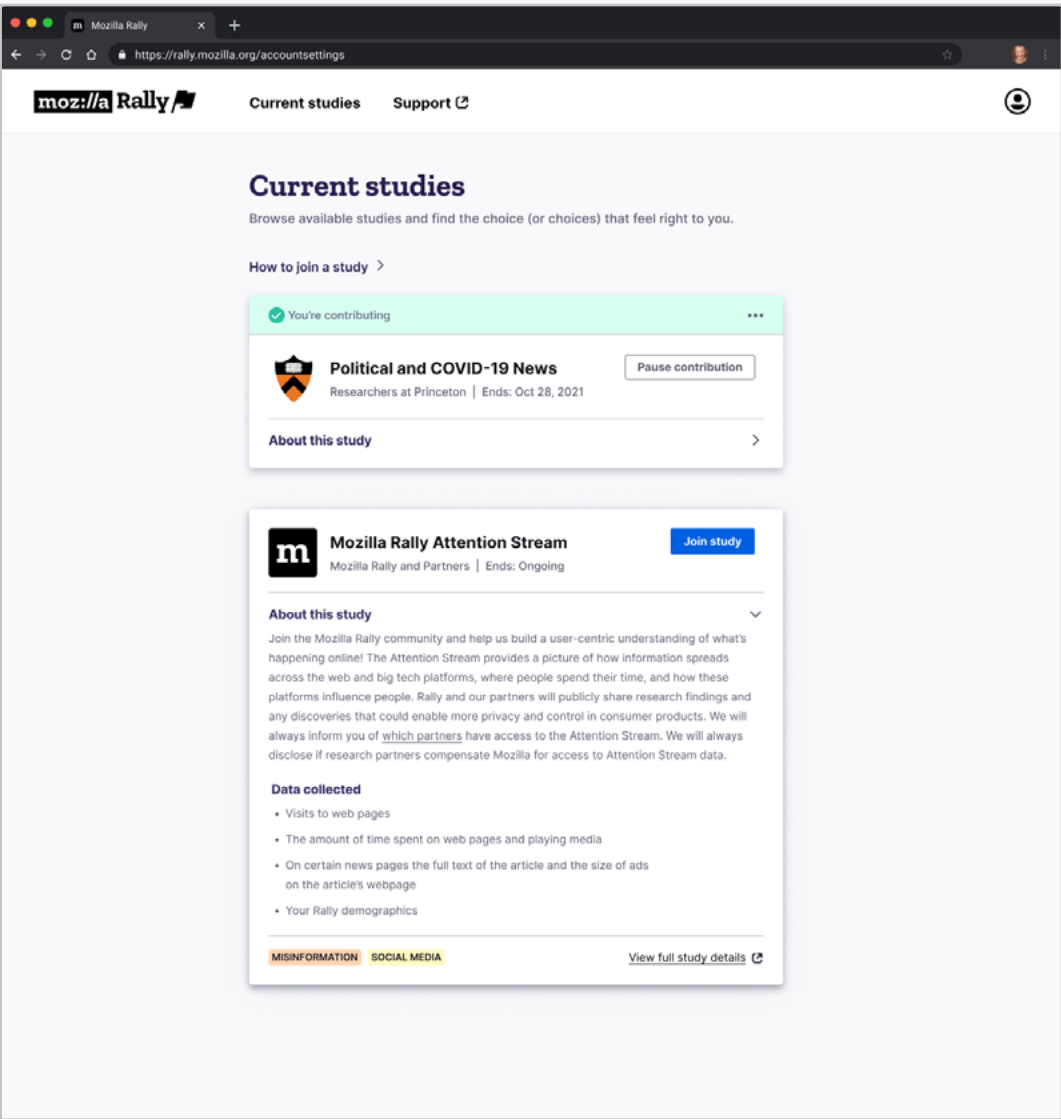 m Mozilla Rally
https://rally.mozilla.org/accountsettings
moz://a Rally Current studies Support
Current studies
Browse available studies and find the choice (or choices) that feel right to you.
How to join a study
You're contributing
Political and COVID-19 News
Pause contribution
Researchers at Princeton | Ends: Oct 28, 2021
About this study
m
Mozilla Rally Attention Stream
Join study
Mozilla Rally and Partners | Ends: Ongoing
About this study
Join the Mozilla Rally community and help us build a user-centric understanding of what's
happening online! The Attention Stream provides a picture of how information spreads
across the web and big tech platforms, where people spend their time, and how these
platforms influence people. Rally and our partners will publicly share research findings and
any discoveries that could enable more privacy and control in consumer products. We will
always inform you of which partners have access to the Attention Stream. We will always
disclose if research partners compensate Mozilla for access to Attention Stream data.
Data collected
• Visits to web pages
• The amount of time spent on web pages and playing media
• On certain news pages the full text of the article and the size of ads
on the article's webpage
• Your Rally demographics
MISINFORMATION SOCIAL MEDIA View full study details